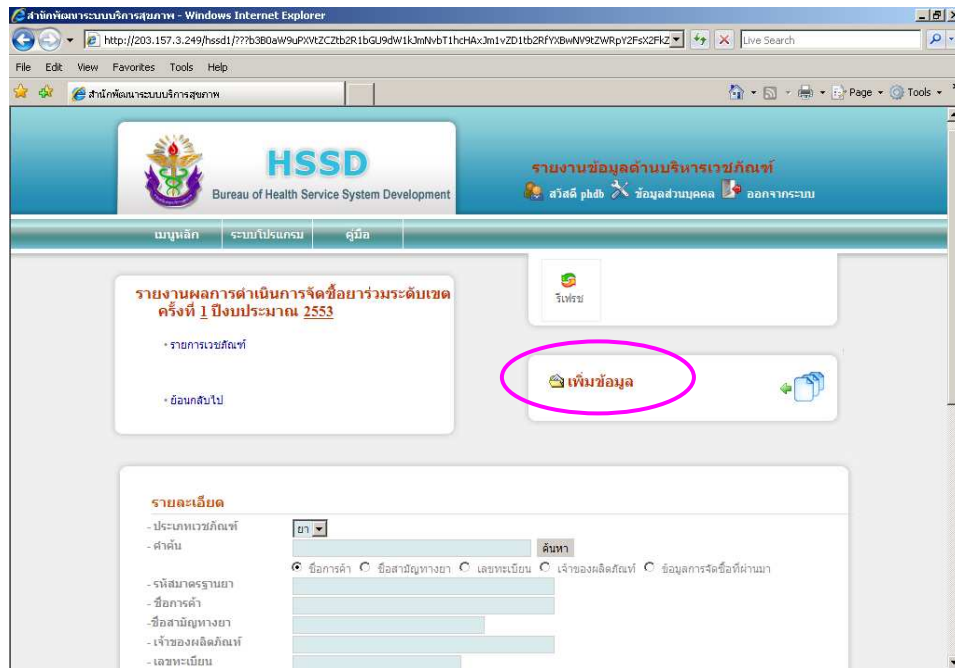 สำนักพัฒนาระบบบริการสุขภาพ - Windows Internet Explorer
Live Search
File Edit View Favorites Tools Help
สำนักพัฒนาระบบบริการสุขภาพ
Page Tools
HSSD
Bureau of Health Service System Development
รายงานข้อมูลด้านบริหารเวชภัณฑ์
สวัสดี phdb ข้อมูลส่วนบุคคล ออกจากระบบ
เมนูหลัก ระบบโปรแกรม คู่มือ
รายงานผลการดำเนินการจัดซื้อยาร่วมระดับเขต
ครั้งที่ 1 ปีงบประมาณ 2553
รีเฟรช
• รายการเวชภัณฑ์
เพิ่มข้อมูล
• ย้อนกลับไป
รายละเอียด
- ประเภทเวชภัณฑ์ ยา
- คำค้น ค้นหา
ชื่อการค้า ชื่อสามัญทางยา เลขทะเบียน เจ้าของผลิตภัณฑ์ ข้อมูลการจัดซื้อที่ผ่านมา
- รหัสมาตรฐานยา
- ชื่อการค้า
-ชื่อสามัญทางยา
- เจ้าของผลิตภัณฑ์
- เลขทะเบียน